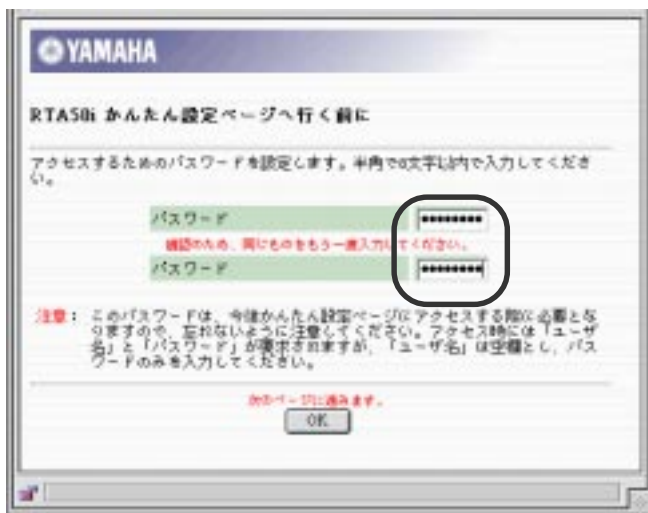 YAMAHA
RTA50i かんたん設定ページへ行く前に
アクセスするためのパスワードを設定します。半角で8文字以内で入力してくださ
い。
パスワード ••••••••
確認のため、同じものをもう一度入力してください。
パスワード ••••••••
注意： このパスワードは、今後かんたん設定ページにアクセスする際に必要とな
りますので、忘れないように注意してください。アクセス時には「ユーザ
名」と「パスワード」が要求されますが、「ユーザ名」は空欄とし、パス
ワードのみを入力してください。
次のページに進みます。
OK